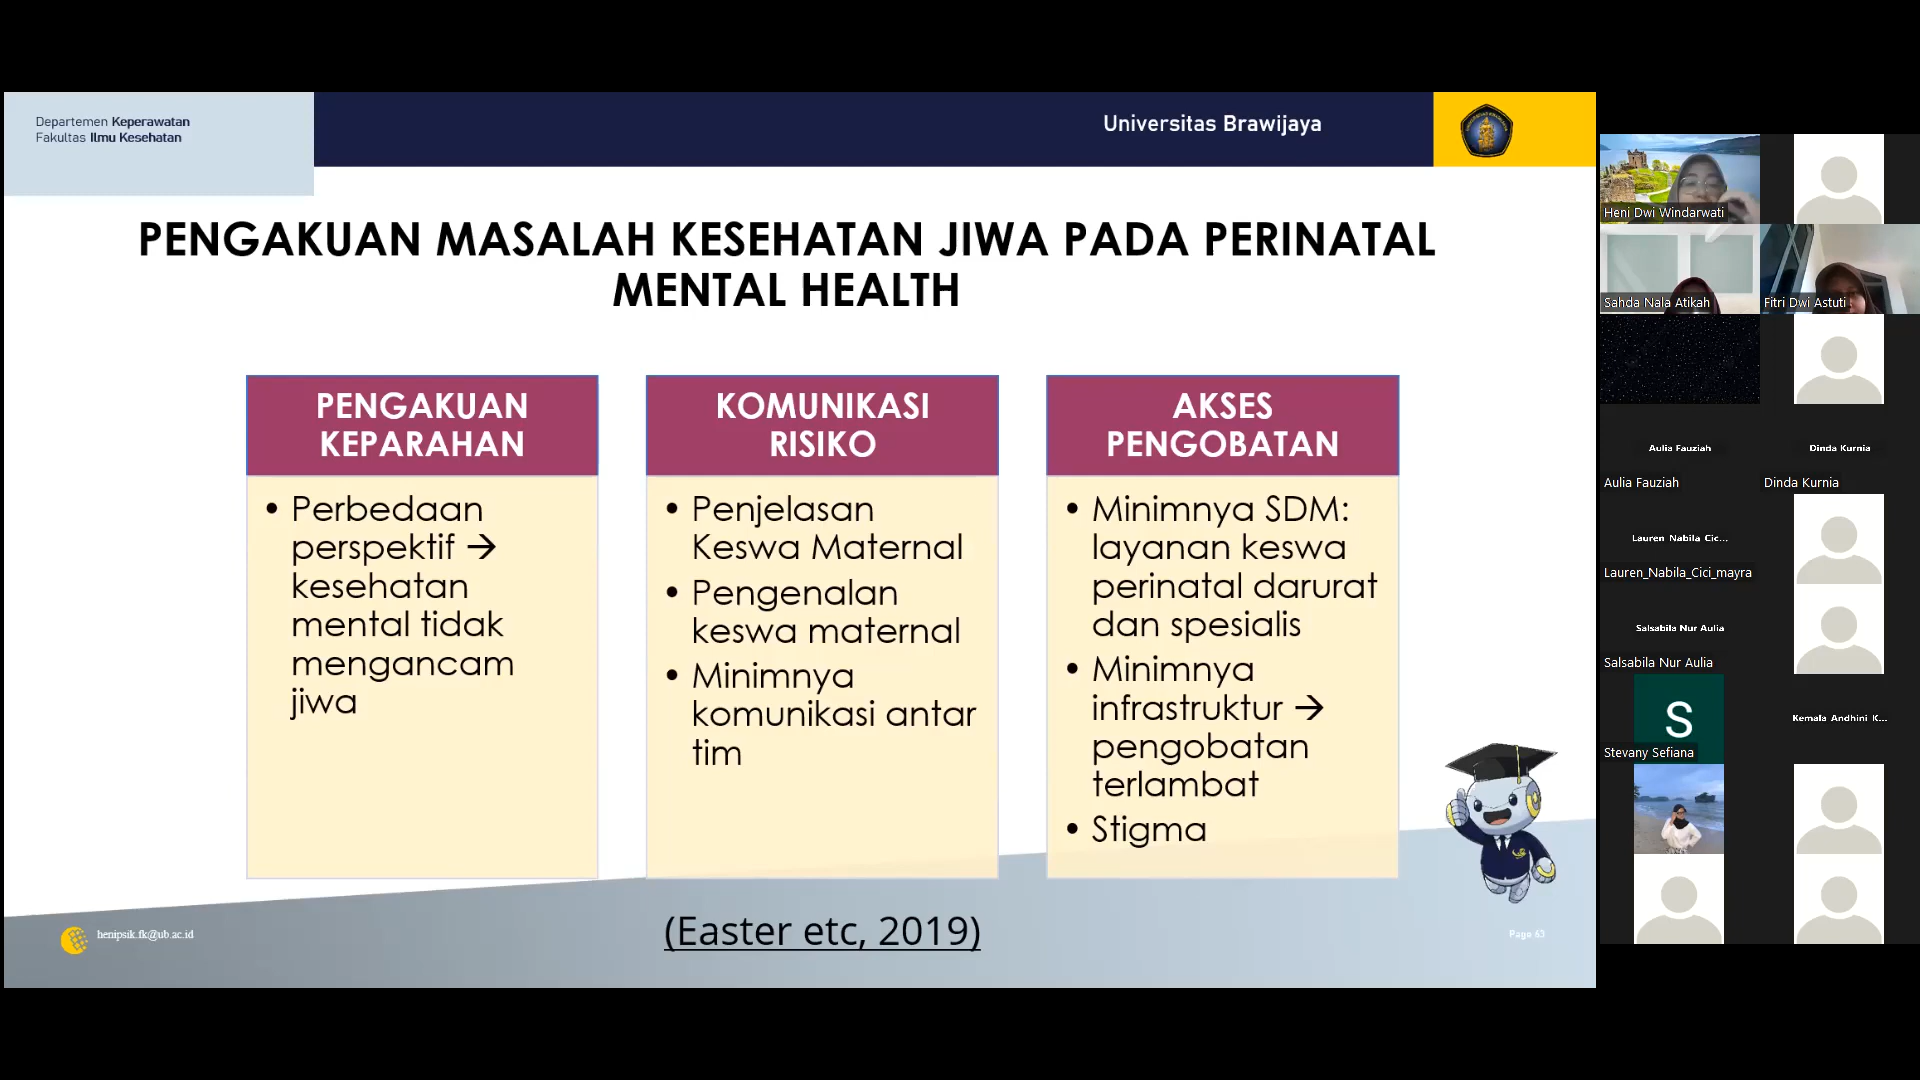 Departemen Keperawatan
Fakultas Ilmu Kesehatan
Universitas Brawijaya
PENGAKUAN MASALAH KESEHATAN JIWA PADA PERINATAL
MENTAL HEALTH
PENGAKUAN
KEPARAHAN
• Perbedaan
perspektif →
kesehatan
mental tidak
mengancam
jiwa
KOMUNIKASI
RISIKO
• Penjelasan
Keswa Maternal
• Pengenalan
keswa maternal
• Minimnya
komunikasi antar
tim
AKSES
PENGOBATAN
• Minimnya SDM:
layanan keswa
perinatal darurat
dan spesialis
• Minimnya
infrastruktur →
pengobatan
terlambat
• Stigma
henipsik.fk@ub.ac.id
(Easter etc, 2019)
Page 63
Heni Dwi Windarwati
Sahda Nala Atikah
Fitri Dwi Astuti
Aulia Fauziah
Aulia Fauziah
Dinda Kurnia
Dinda Kurnia
Lauren Nabila Cic...
Lauren_Nabila_Cici_mayra
Salsabila Nur Aulia
Salsabila Nur Aulia
S
Stevany Sefiana
Kemala Andhini K...